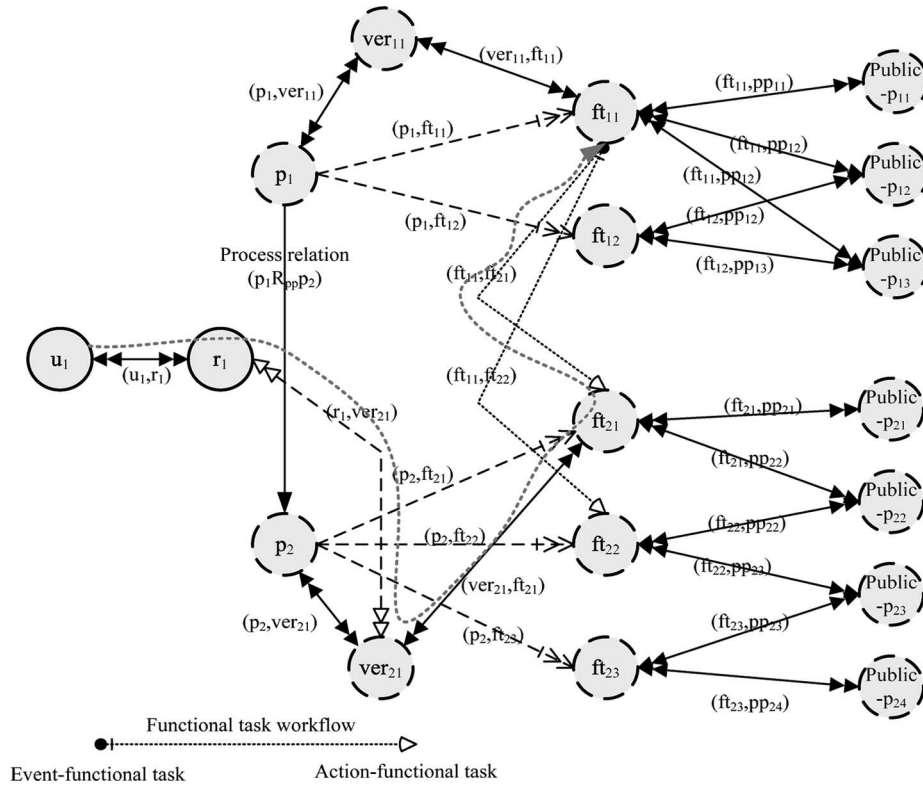 ver11
(ver11,ft11)
(p1,ver11)
(ft11,pp11)
Public
-p11
ft11
(p1,ft11)
(ft11,pp12)
p1
(ft11,pp12)
Public
-p12
(p1,ft12)
(ft12,pp12)
ft12
Process relation
(p1Rppp2)
(ft11,ft21)
(ft12,pp13)
Public
-p13
u1
r1
(u1,r1)
(ft11,ft22)
(r1,ver21)
ft21
(ft21,pp21)
Public
-p21
(p2,ft21)
(ft21,pp22)
Public
-p22
p2
(p2,ft22)
ft22
(ft22,pp22)
(ft22,pp23)
(ver21,ft21)
Public
-p23
(p2,ver21)
(p2,ft23)
(ft23,pp23)
ver21
ft23
Public
-p24
(ft23,pp24)
Functional task workflow
Event-functional task
Action-functional task